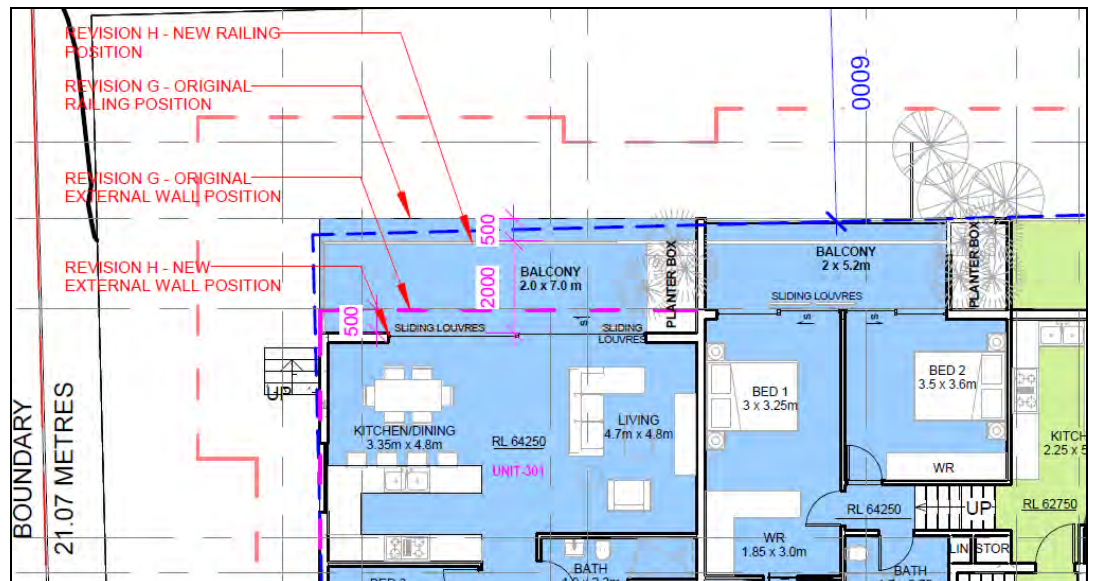 REVISION H - NEW RAILING
POSITION
REVISION G - ORIGINAL
RAILING POSITION
REVISION G - ORIGINAL
EXTERNAL WALL POSITION
REVISION H - NEW
EXTERNAL WALL POSITION
6000
500
2000
500
BALCONY
2.0 x 7.0 m
PLANTER BOX
BALCONY
2 x 5.2m
PLANTER BOX
SLIDING LOUVRES
SLIDING LOUVRES
S
SLIDING
LOUVRES
S
S
UP
BOUNDARY
21.07 METRES
KITCHEN/DINING
3.35m x 4.8m
RL 64250
UNIT-301
LIVING
4.7m x 4.8m
BED 1
3 x 3.25m
BED 2
3.5 x 3.6m
WR
WR
1.85 x 3.0m
RL 64250
UP
KITCH
2.25 x 5
RL 62750
LIN
STOR
BATH
BATH